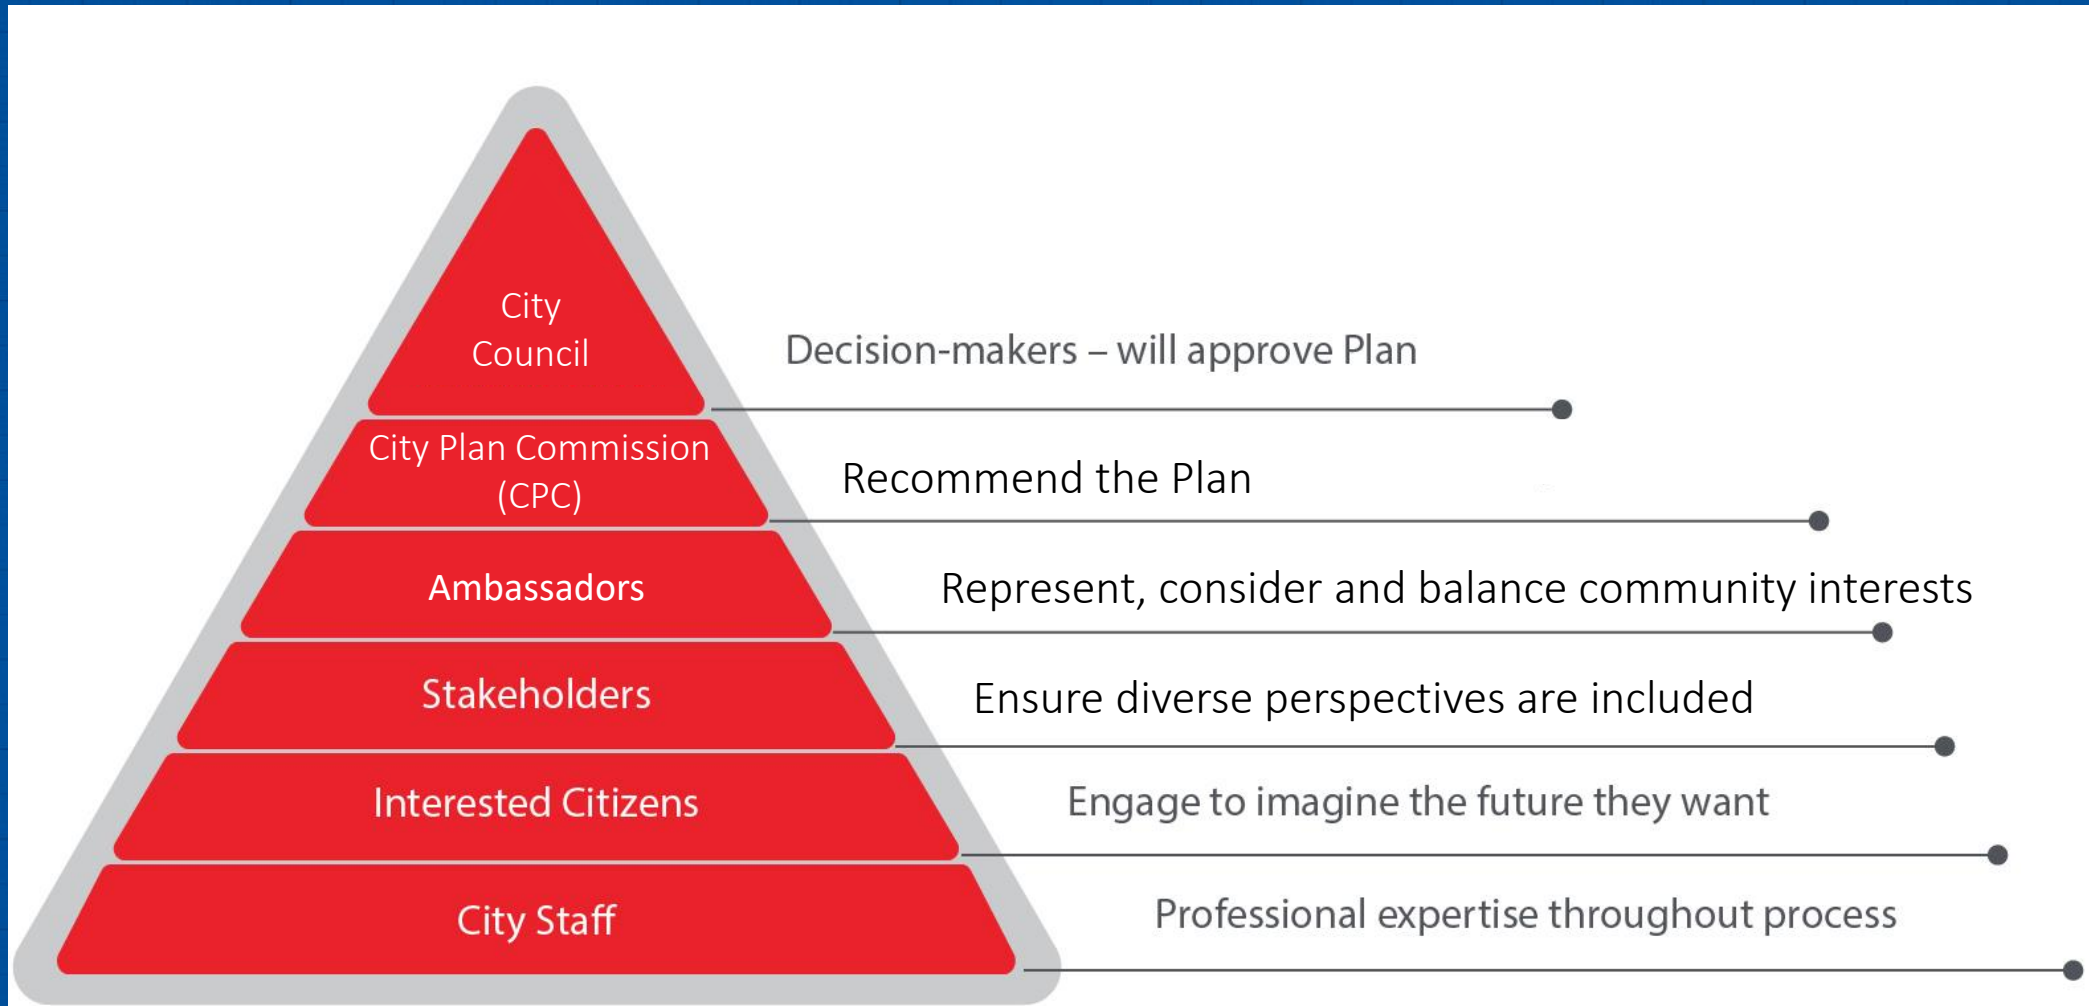 City
Council
Decision-makers – will approve Plan
City Plan Commission
(CPC)
Recommend the Plan
Ambassadors
Represent, consider and balance community interests
Stakeholders
Ensure diverse perspectives are included
Interested Citizens
Engage to imagine the future they want
City Staff
Professional expertise throughout process